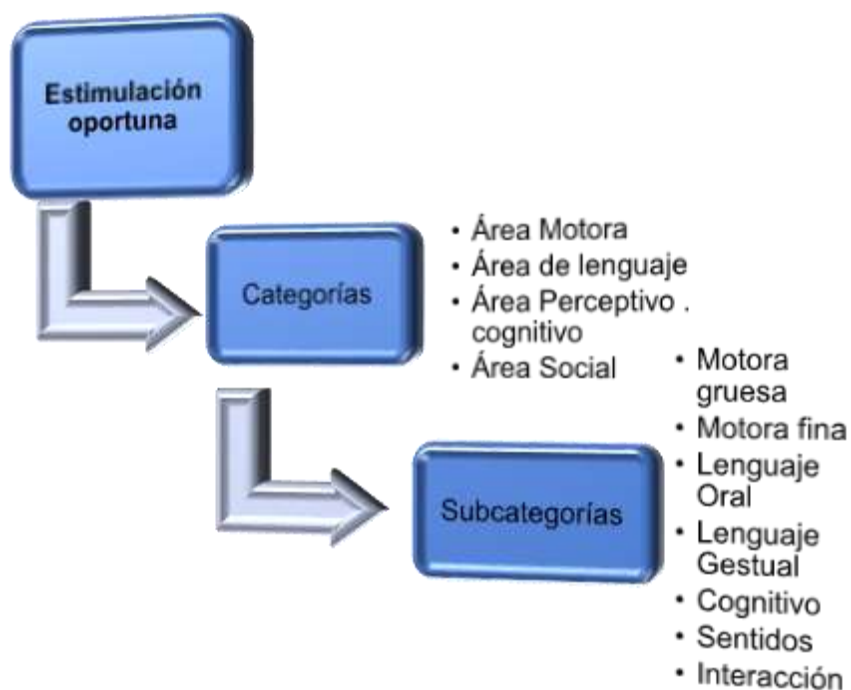 Estimulación
oportuna
Categorías
• Área Motora
• Área de lenguaje
• Área Perceptivo .
cognitivo
• Área Social
Subcategorías
• Motora
gruesa
• Motora fina
• Lenguaje
Oral
• Lenguaje
Gestual
• Cognitivo
• Sentidos
• Interacción